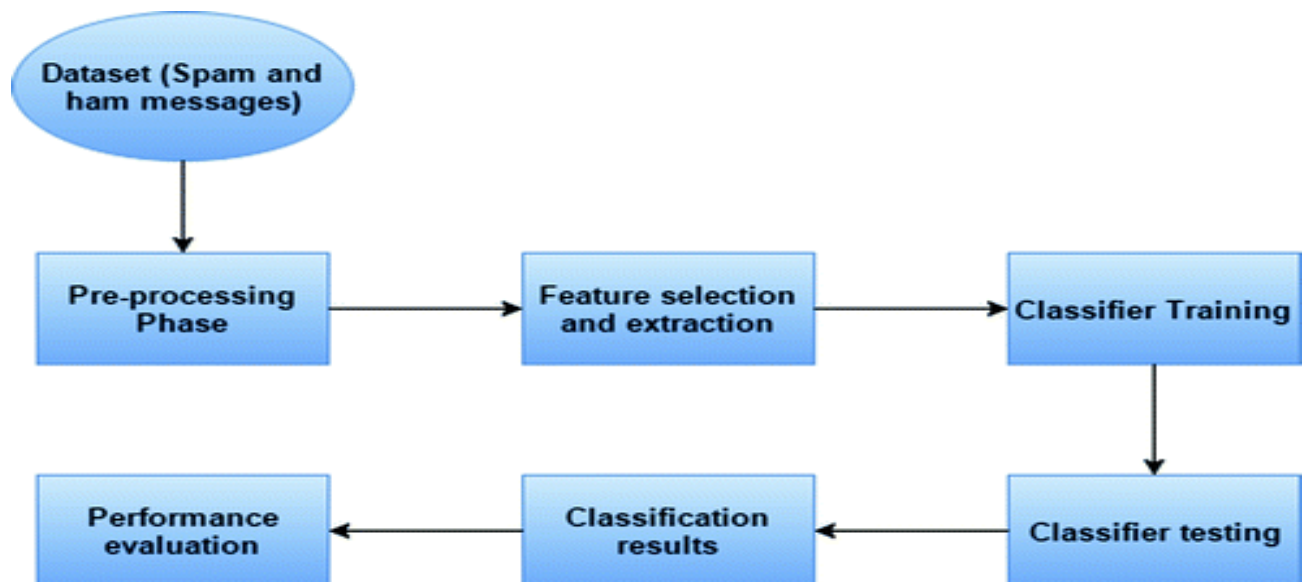 Dataset (Spam and
ham messages)
Pre-processing
Phase
Feature selection
and extraction
Classifier Training
Classifier testing
Classification
results
Performance
evaluation